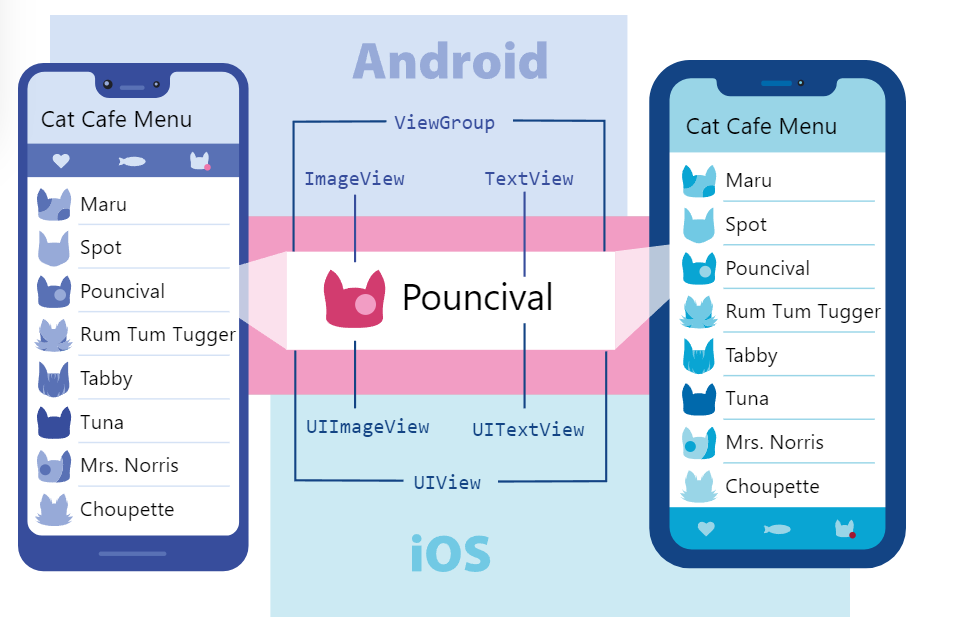 Android
Cat Cafe Menu
Maru
Spot
Pouncival
Rum Tum Tugger
Tabby
Tuna
Mrs. Norris
Choupette
ViewGroup
ImageView TextView
Pouncival
UIImageView UITextView
UIView
iOS
Cat Cafe Menu
Maru
Spot
Pouncival
Rum Tum Tugger
Tabby
Tuna
Mrs. Norris
Choupette